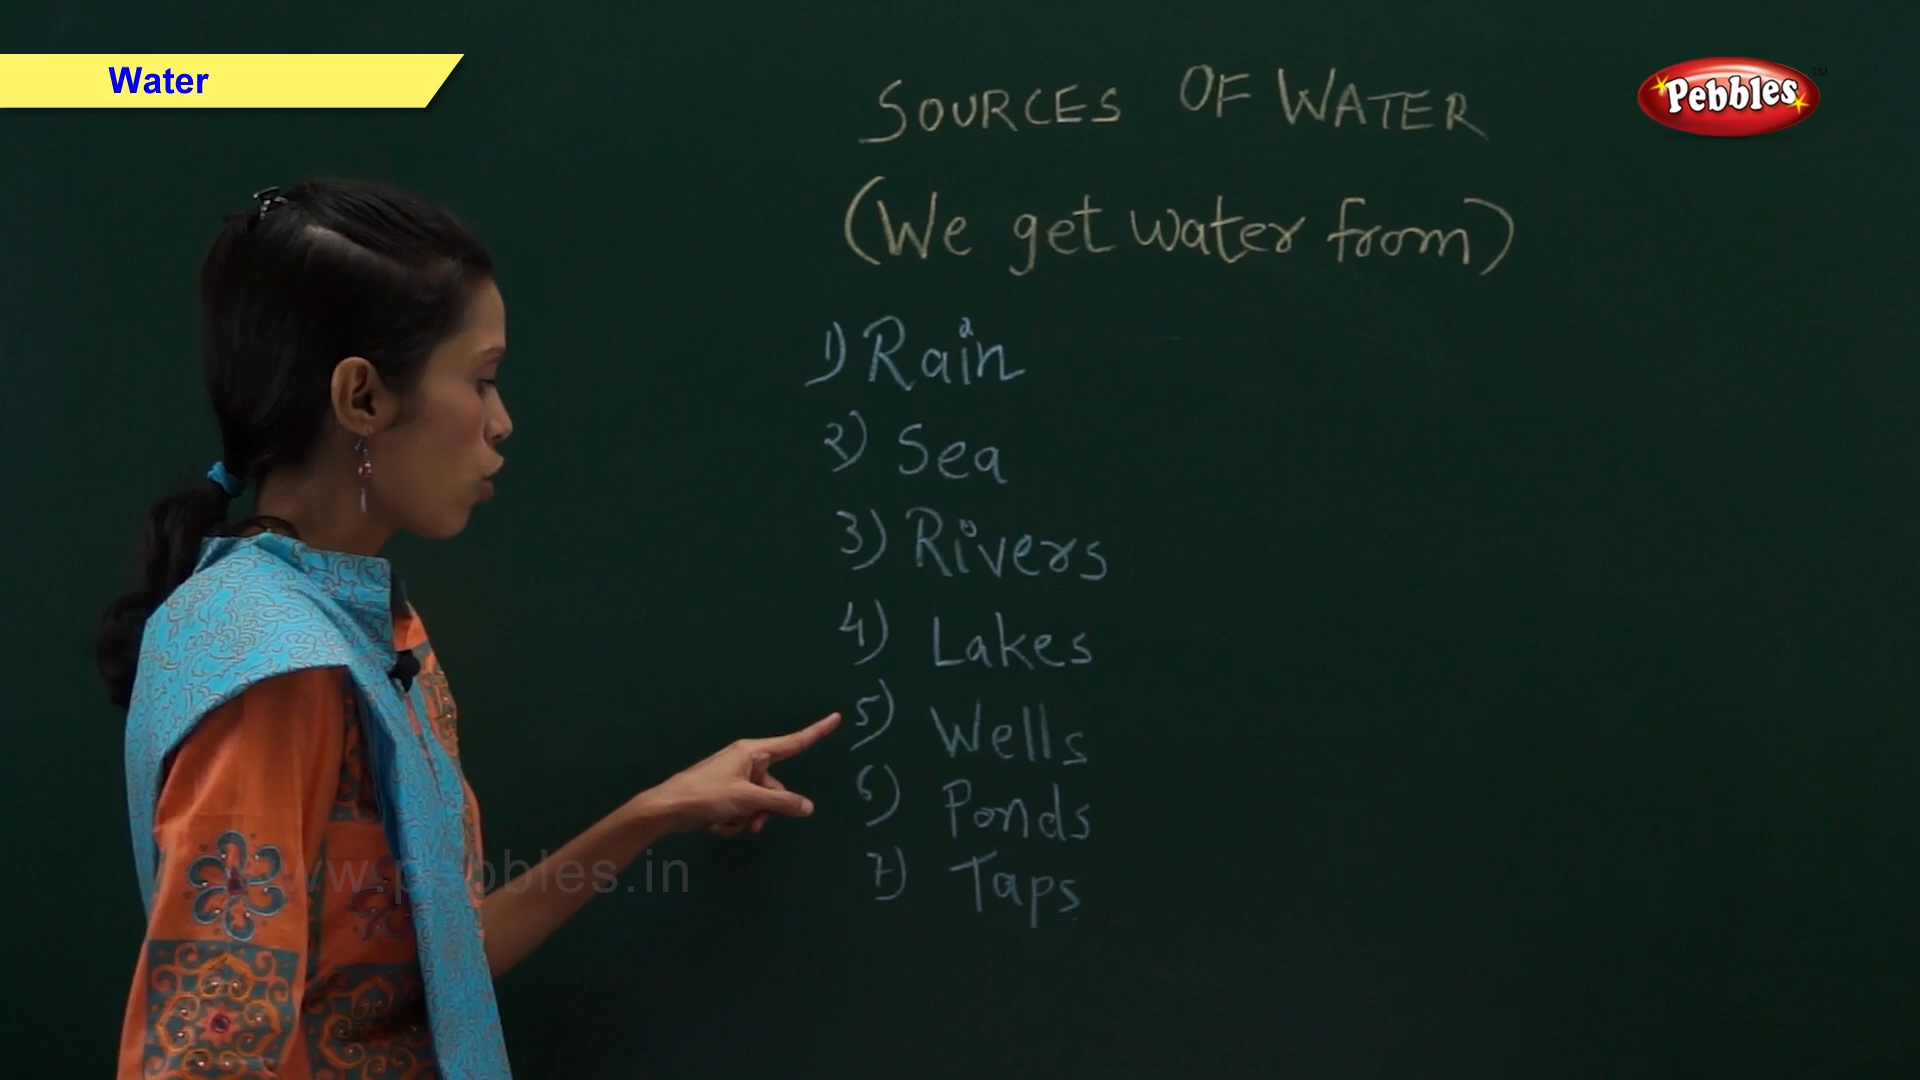 Water
Pebbles™
SOURCES OF WATER
(We get water from)
1) Rain
2) Sea
3) Rivers
4) Lakes
5) Wells
6) Ponds
7) Taps
www.pebbles.in